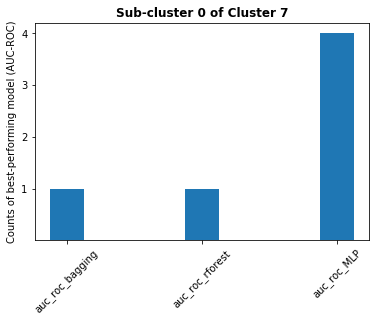 Sub-cluster 0 of Cluster 7
Counts of best-performing model (AUC-ROC)
4
3
2
1
auc_roc_bagging
auc_roc_rforest
auc_roc_MLP